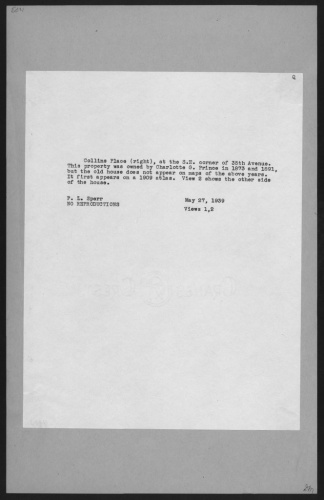 Collins Place (right), at the S.E. corner of 35th Avenue.
This property was owned by Charlotte S. Prince in 1873 and 1891,
but the old house does not appear on maps of the above years.
It first appears on a 1909 atlas. View 2 shows the other side
of the house.
P. L. Sperr
May 27, 1939
NO REPRODUCTIONS
Views 1,2